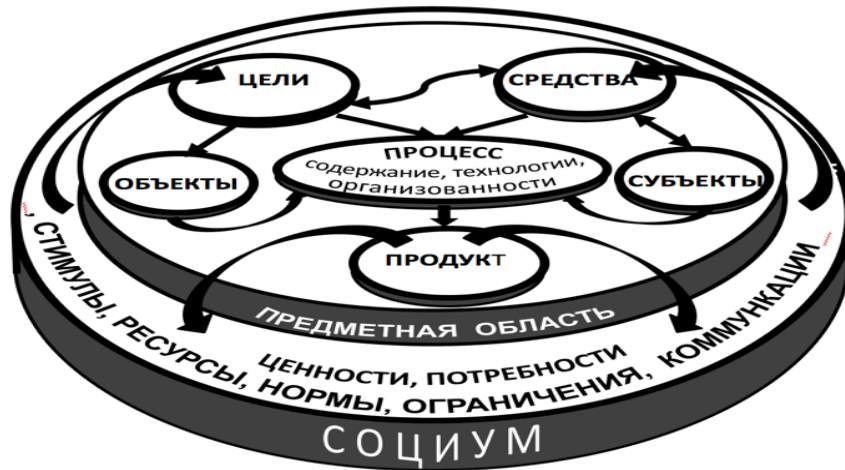 ЦЕЛИ
СРЕДСТВА
ПРОЦЕСС
содержание, технологии,
организованности
ОБЪЕКТЫ
СУБЪЕКТЫ
ПРОДУКТ
ПРЕДМЕТНАЯ ОБЛАСТЬ
ЦЕННОСТИ, ПОТРЕБНОСТИ
..., СТИМУЛЫ, РЕСУРСЫ, НОРМЫ, ОГРАНИЧЕНИЯ, КОММУНКАЦИИ ...
СОЦИУМ